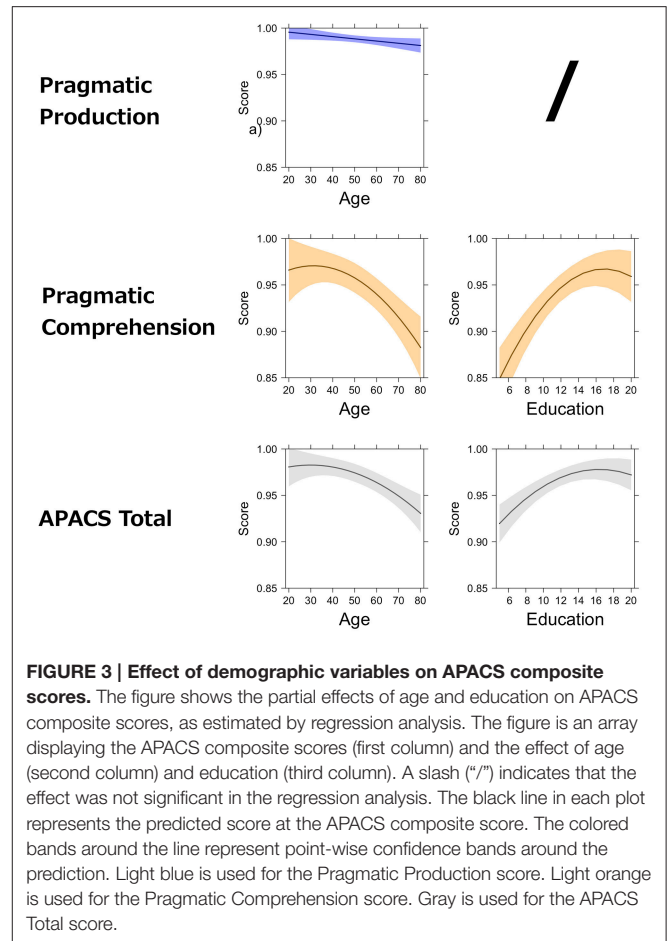 Pragmatic
Production
/
1.00
0.95
0.90
0.85
Score
a)
20 30 40 50 60 70 80
Age
Pragmatic
Comprehension
1.00
0.95
0.90
0.85
Score
20 30 40 50 60 70 80
Age
1.00
0.95
0.90
0.85
Score
6 8 10 12 14 16 18 20
Education
APACS Total
1.00
0.95
0.90
0.85
Score
20 30 40 50 60 70 80
Age
1.00
0.95
0.90
0.85
Score
6 8 10 12 14 16 18 20
Education
FIGURE 3 | Effect of demographic variables on APACS composite
scores. The figure shows the partial effects of age and education on APACS
composite scores, as estimated by regression analysis. The figure is an array
displaying the APACS composite scores (first column) and the effect of age
(second column) and education (third column). A slash (“/”) indicates that the
effect was not significant in the regression analysis. The black line in each plot
represents the predicted score at the APACS composite score. The colored
bands around the line represent point-wise confidence bands around the
prediction. Light blue is used for the Pragmatic Production score. Light orange
is used for the Pragmatic Comprehension score. Gray is used for the APACS
Total score.